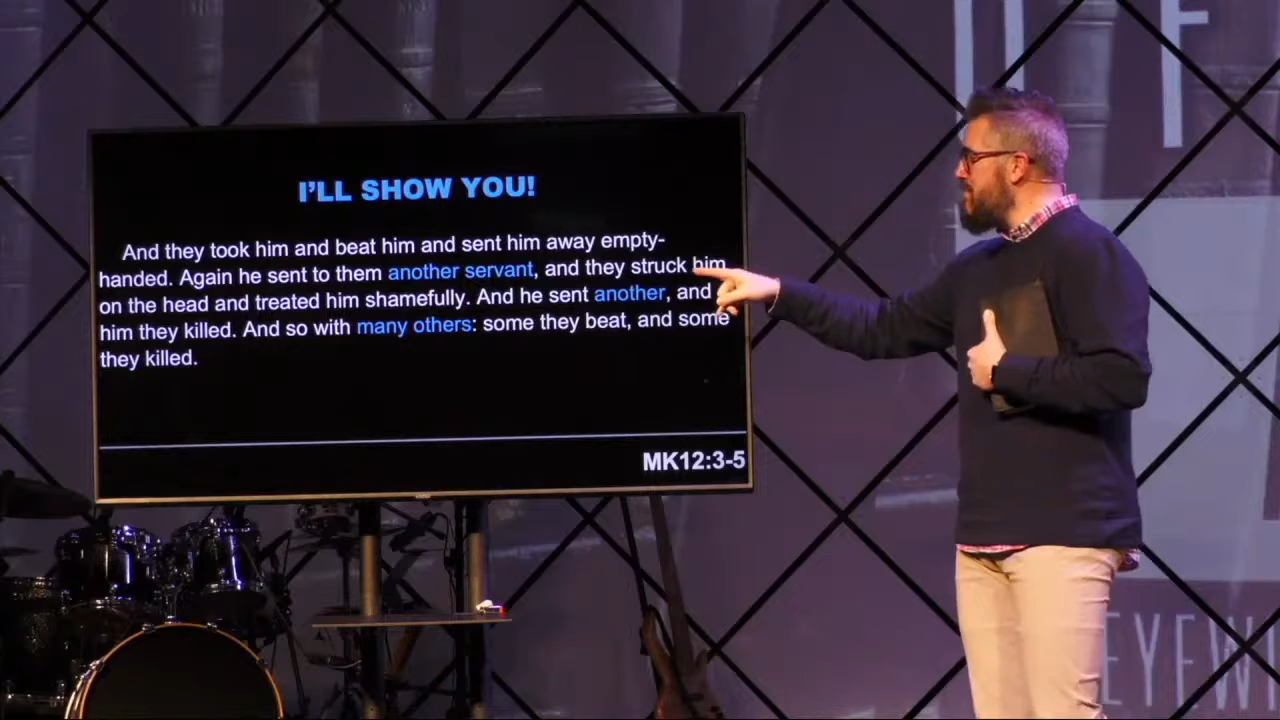 I'LL SHOW YOU!
And they took him and beat him and sent him away empty-
handed. Again he sent to them another servant, and they struck him
on the head and treated him shamefully. And he sent another, and
him they killed. And so with many others: some they beat, and some
they killed.
MK12:3-5